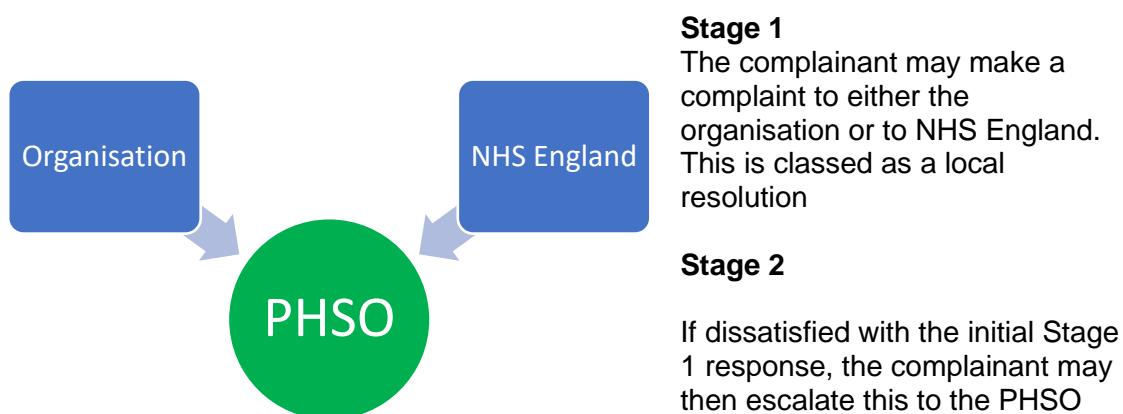 Organisation
NHS England
PHSO
Stage 1
The complainant may make a
complaint to either the
organisation or to NHS England.
This is classed as a local
resolution
Stage 2
If dissatisfied with the initial Stage
1 response, the complainant may
then escalate this to the PHSO